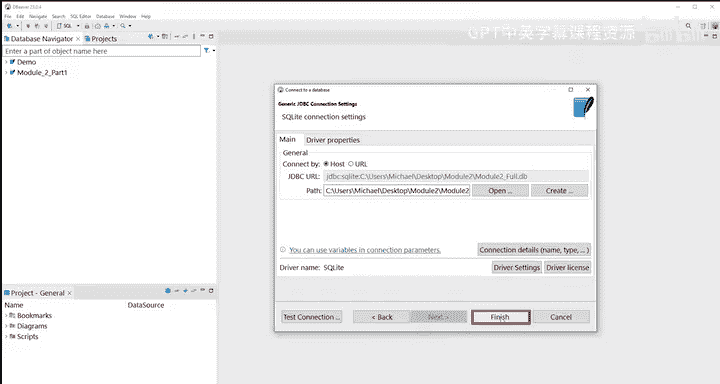 DBeaver 23.0.4
File Edit Navigate Search SQL Editor Database Window Help
GPT中英字幕课程资源
Database Navigator Projects
Enter a part of object name here
Demo
Module_2_Part1
Connect to a database
Generic JDBC Connection Settings
SQLite connection settings
Main Driver properties
General
Connect by: Host URL
JDBC URL: jdbc:sqlite:C:\Users\Michael\Desktop\Module2\Module2_Full.db
Path: C:\Users\Michael\Desktop\Module2\Module2 Open ... Create ...
You can use variables in connection parameters. Connection details (name, type, ... )
Driver name: SQLite Driver Settings Driver license
Project - General
Name DataSource
Bookmarks
Diagrams
Scripts
Test Connection ... < Back Next > Finish Cancel